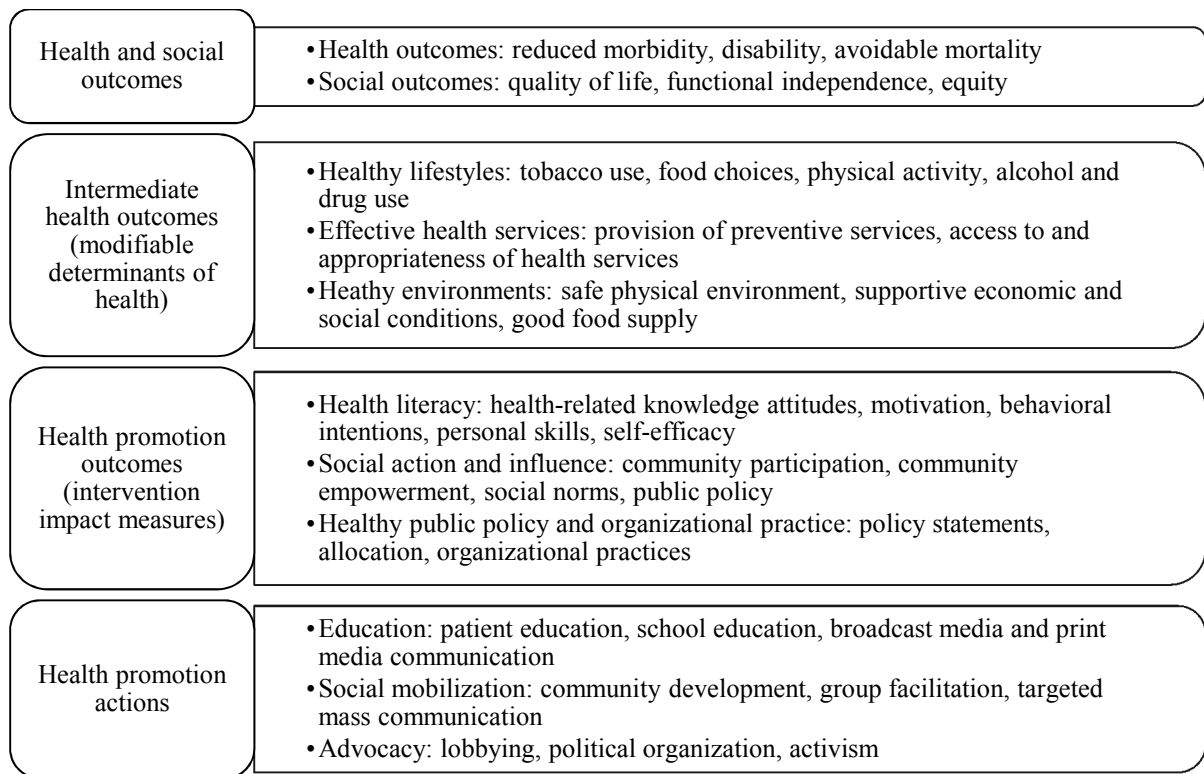 Health and social
outcomes
•Health outcomes: reduced morbidity, disability, avoidable mortality
•Social outcomes: quality of life, functional independence, equity
Intermediate
health outcomes
(modifiable
determinants of
health)
•Healthy lifestyles: tobacco use, food choices, physical activity, alcohol and
drug use
•Effective health services: provision of preventive services, access to and
appropriateness of health services
•Heathy environments: safe physical environment, supportive economic and
social conditions, good food supply
Health promotion
outcomes
(intervention
impact measures)
•Health literacy: health-related knowledge attitudes, motivation, behavioral
intentions, personal skills, self-efficacy
•Social action and influence: community participation, community
empowerment, social norms, public policy
•Healthy public policy and organizational practice: policy statements,
allocation, organizational practices
Health promotion
actions
•Education: patient education, school education, broadcast media and print
media communication
•Social mobilization: community development, group facilitation, targeted
mass communication
•Advocacy: lobbying, political organization, activism